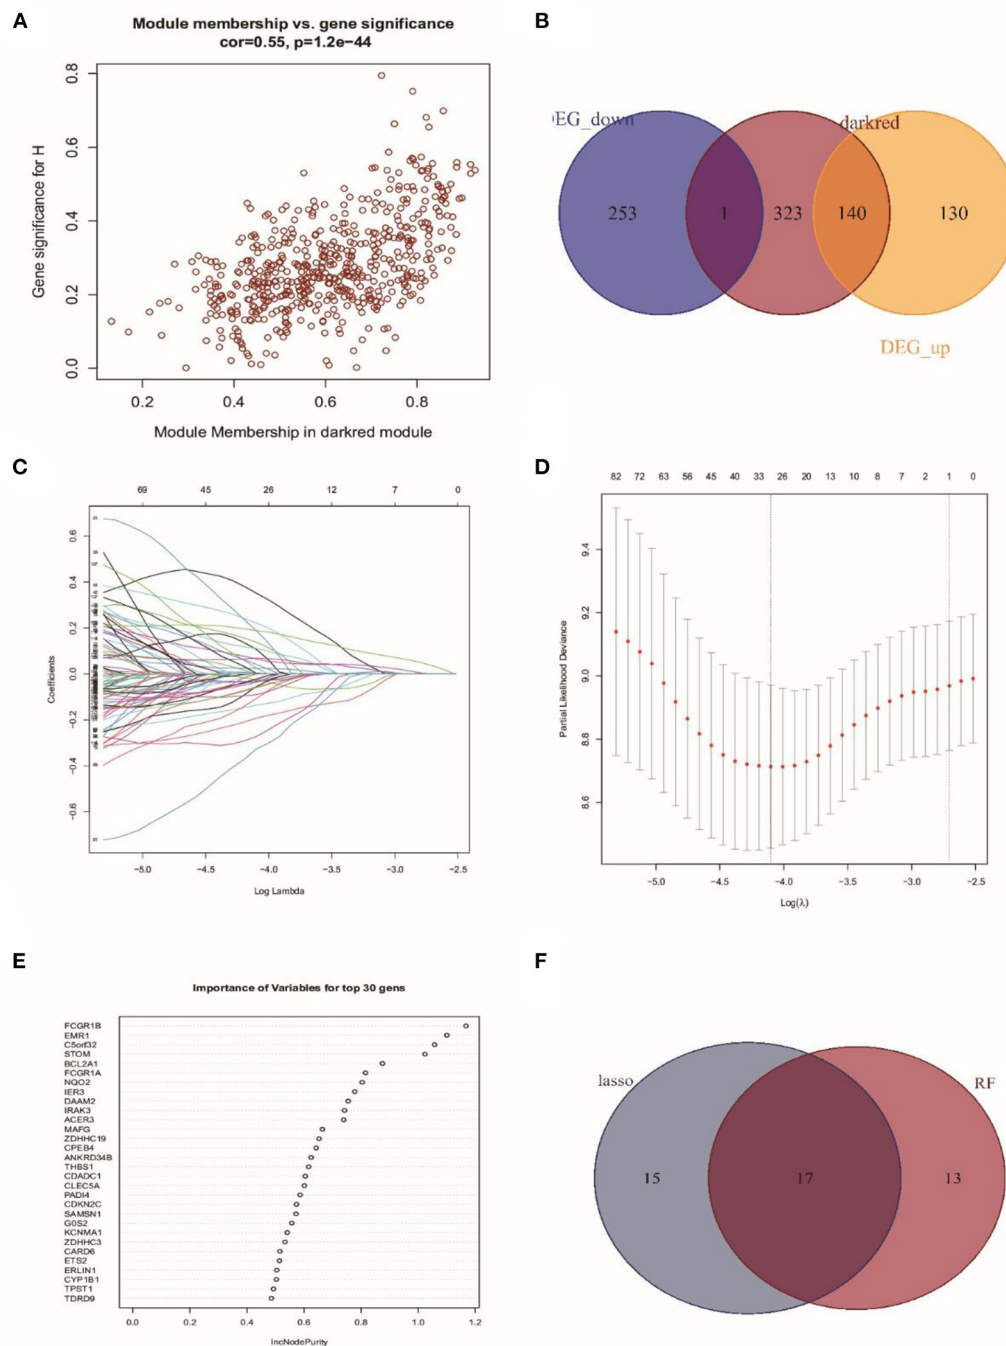 A
Module membership vs. gene significance
cor=0.55, p=1.2e−44
Gene significance for H
0.8
0.6
0.4
0.2
0.0
0.2 0.4 0.6 0.8
Module Membership in darkred module
B
EG_down
darkred
253 1 323 140 130
DEG_up
C
69 45 26 12 7 0
Coefficients
0.6
0.4
0.2
0.0
−0.2
−0.4
−0.6
−5.0 −4.5 −4.0 −3.5 −3.0 −2.5
Log Lambda
D
82 72 63 56 45 40 33 26 20 13 10 8 7 2 1 0
Partial Likelihood Deviance
9.4
9.2
9.0
8.8
8.6
−5.0 −4.5 −4.0 −3.5 −3.0 −2.5
Log(λ)
E
Importance of Variables for top 30 gens
FCGR1B
EMR1
C5orf32
STOM
BCL2A1
FCGR1A
NQO2
IER3
DAAM2
IRAK3
ACER3
MAFG
ZDHHC19
CPEB4
ANKRD34B
THBS1
CDADC1
CLEC5A
PADI4
CDKN2C
SAMSN1
G0S2
KCNMA1
ZDHHC3
CARD6
ETS2
ERLIN1
CYP1B1
TPST1
TDRD9
0.0 0.2 0.4 0.6 0.8 1.0 1.2
IncNodePurity
F
lasso
RF
15 17 13